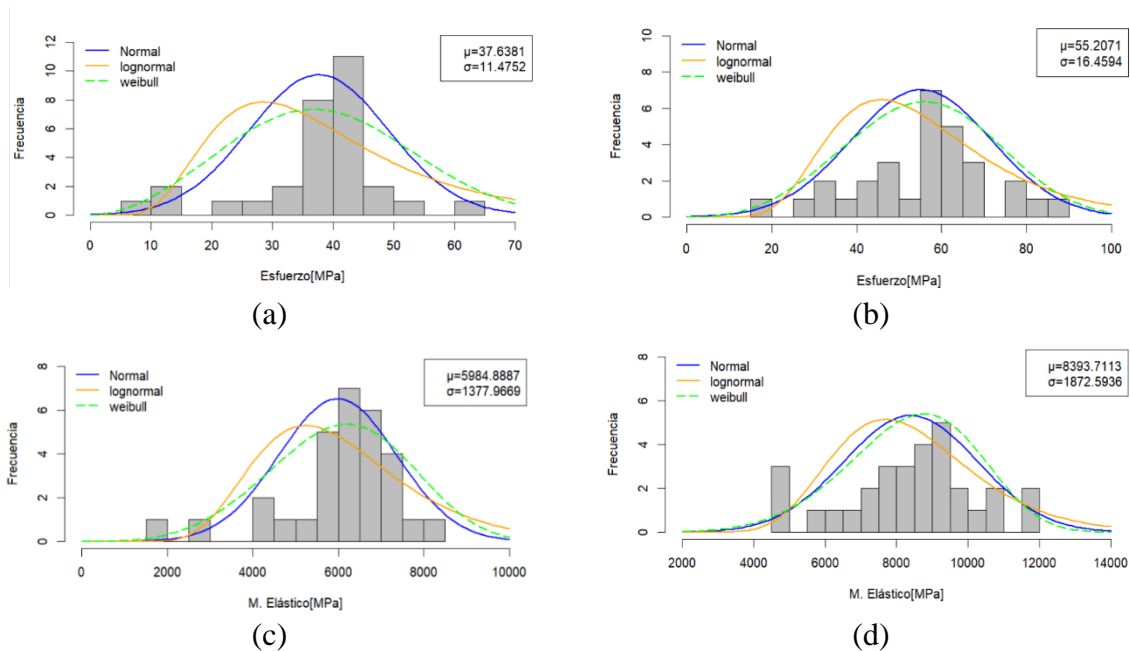 Normal
lognormal
weibull
μ=37.6381
σ=11.4752
Frecuencia
12
10
8
6
4
2
0
0 10 20 30 40 50 60 70
Esfuerzo[MPa]
(a)
Normal
lognormal
weibull
μ=55.2071
σ=16.4594
Frecuencia
10
8
6
4
2
0
0 20 40 60 80 100
Esfuerzo[MPa]
(b)
Normal
lognormal
weibull
μ=5984.8887
σ=1377.9669
Frecuencia
8
6
4
2
0
0 2000 4000 6000 8000 10000
M. Elástico[MPa]
(c)
Normal
lognormal
weibull
μ=8393.7113
σ=1872.5936
Frecuencia
8
6
4
2
0
2000 4000 6000 8000 10000 12000 14000
M. Elástico[MPa]
(d)